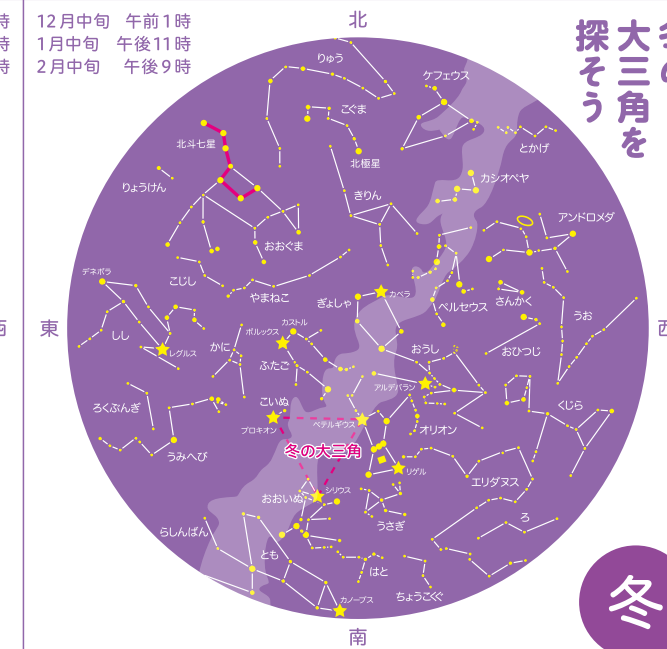 12月中旬 午前1時
1月中旬 午後11時
2月中旬 午後9時
時
時
時
北
大三角を
探そう
りゅう
ケフェウス
こぐま
北斗七星
とかげ
北極星
りょうけん
きりん
カシオペヤ
アンドロメダ
おおぐま
デネボラ
こじし
やまねこ
ぎょしゃ
カペラ
ペルセウス
さんかく
うお
東
しし
レグルス
かに
ポルックス
カストル
ふたご
おうし
おひつじ
アルデバラン
ろくぶんぎ
こいぬ
プロキオン
ベテルギウス
オリオン
くじら
うみへび
冬の大三角
リゲル
エリダヌス
おおいぬ
シリウス
うさぎ
ろ
らしんばん
とも
はと
ちょうこくぐ
カノープス
南
冬